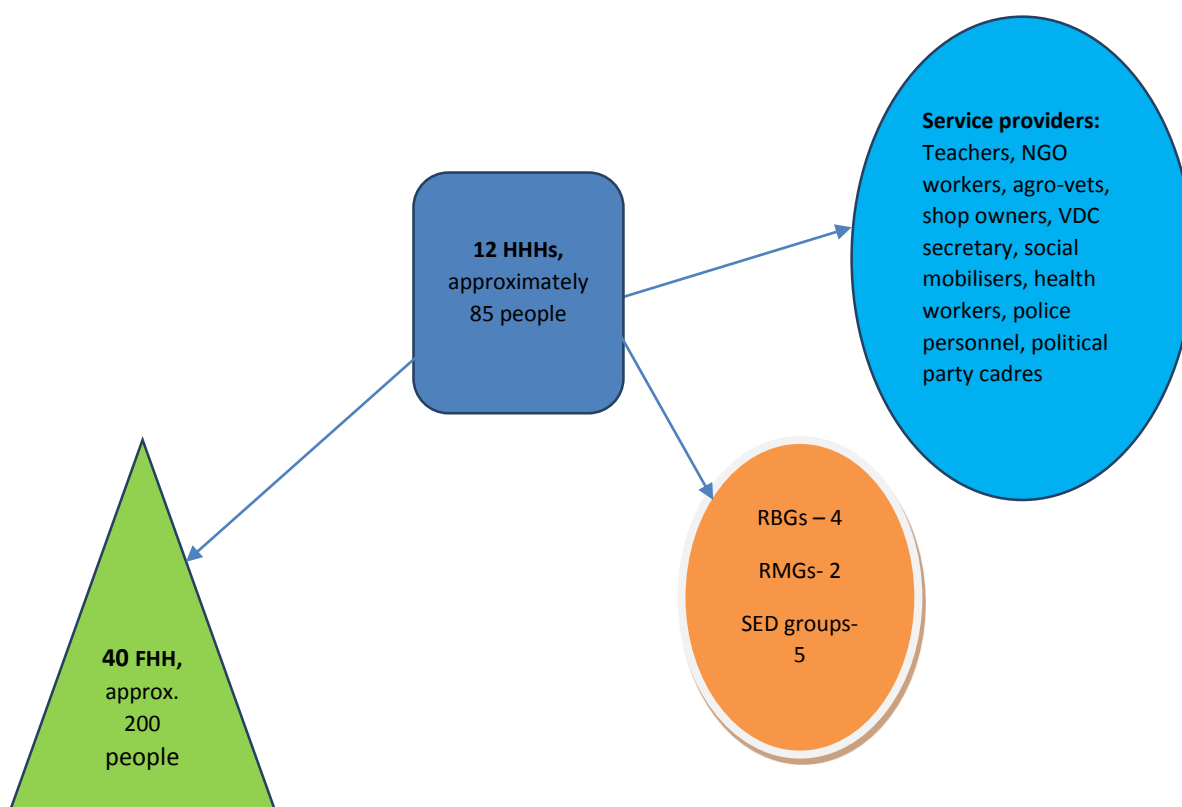 Service providers:
Teachers, NGO
workers, agro-vets,
shop owners, VDC
secretary, social
mobilisers, health
workers, police
personnel, political
party cadres
12 HHHs,
approximately
85 people
RBGs – 4
RMGs- 2
SED groups-
5
40 FHH,
approx.
200
people